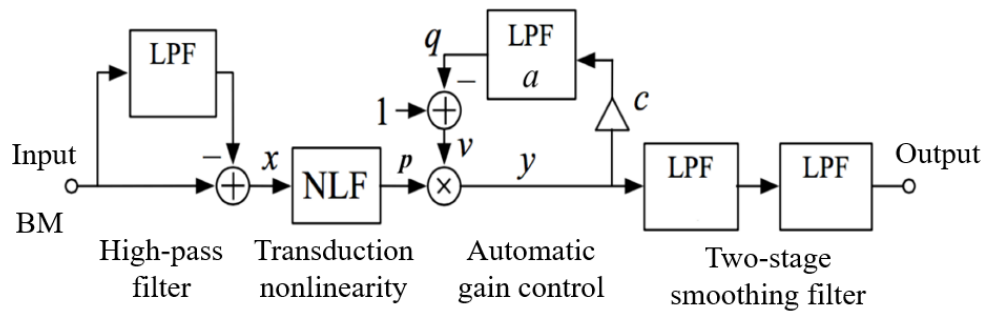 LPF
LPF
a
q
−
1
+
c
Input
−
x
NLF
p
v
×
y
LPF
LPF
Output
+
BM
High-pass
filter
Transduction
nonlinearity
Automatic
gain control
Two-stage
smoothing filter